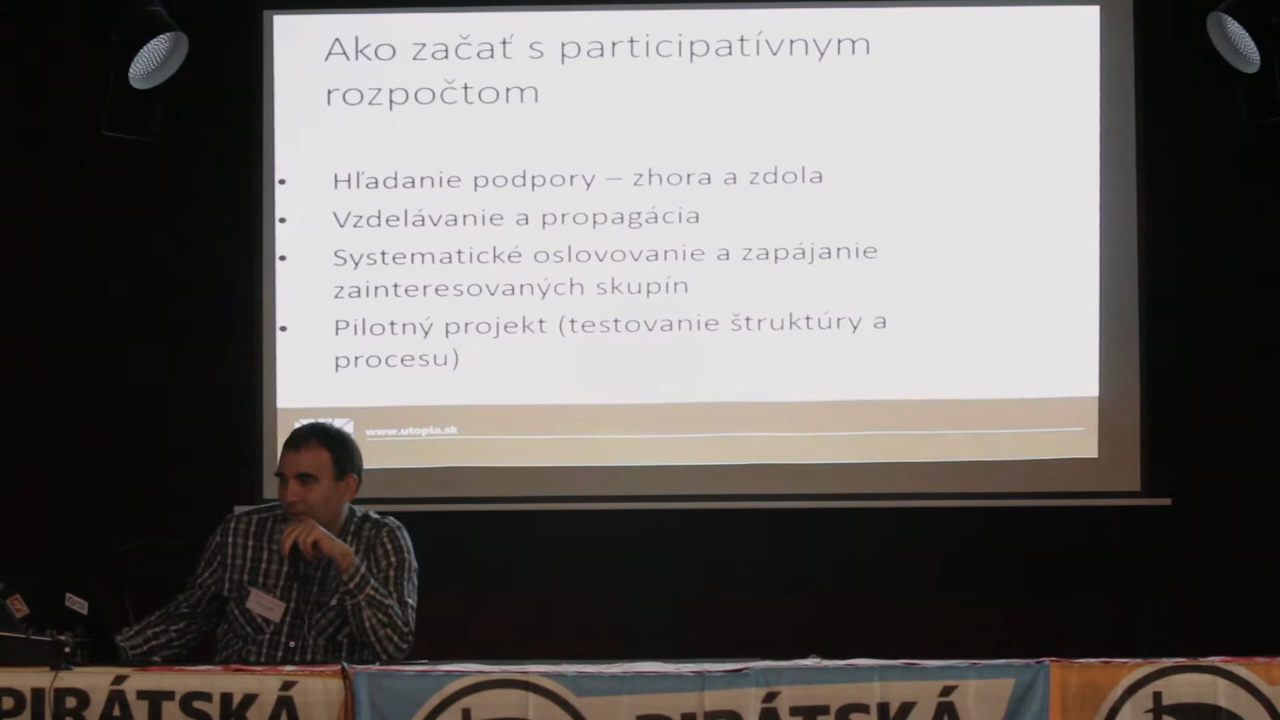 Ako začať s participatívnym
rozpočtom
• Hľadanie podpory – zhora a zdola
• Vzdelávanie a propagácia
• Systematické oslovovanie a zapájanie
zainteresovaných skupín
• Pilotný projekt (testovanie štruktúry a
procesu)
www.utopia.sk
PIRÁTSKÁ
PIRÁTSKÁ